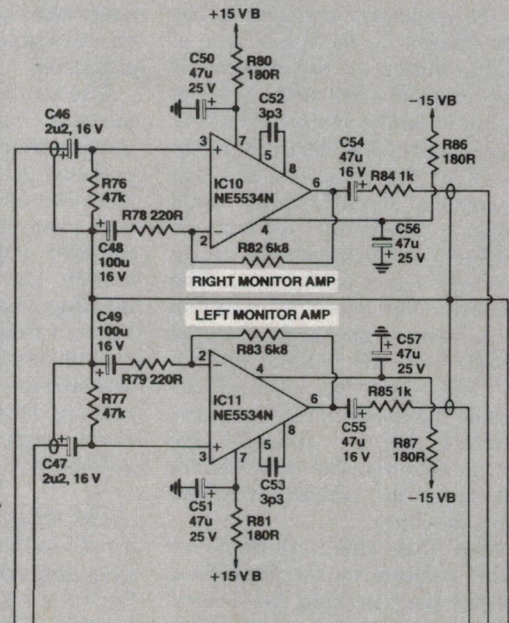 +15 V B
C50
47u
25 V
R80
180R
C52
3p3
-15 VB
C46
2u2, 16 V
C54
47u
16 V
R86
180R
3
+
7
5
8
R76
47k
IC10
NE5534N
6
R84 1k
R78 220R
-
2
4
C48
100u
16 V
R82 6k8
C56
47u
25 V
RIGHT MONITOR AMP
LEFT MONITOR AMP
C49
100u
16 V
R83 6k8
C57
47u
25 V
2
-
4
R79 220R
R77
47k
IC11
NE5534N
6
R85 1k
8
5
+
3
7
C47
2u2, 16 V
C55
47u
16 V
R87
180R
C53
3p3
C51
47u
25 V
R81
180R
-15 VB
+15 V B